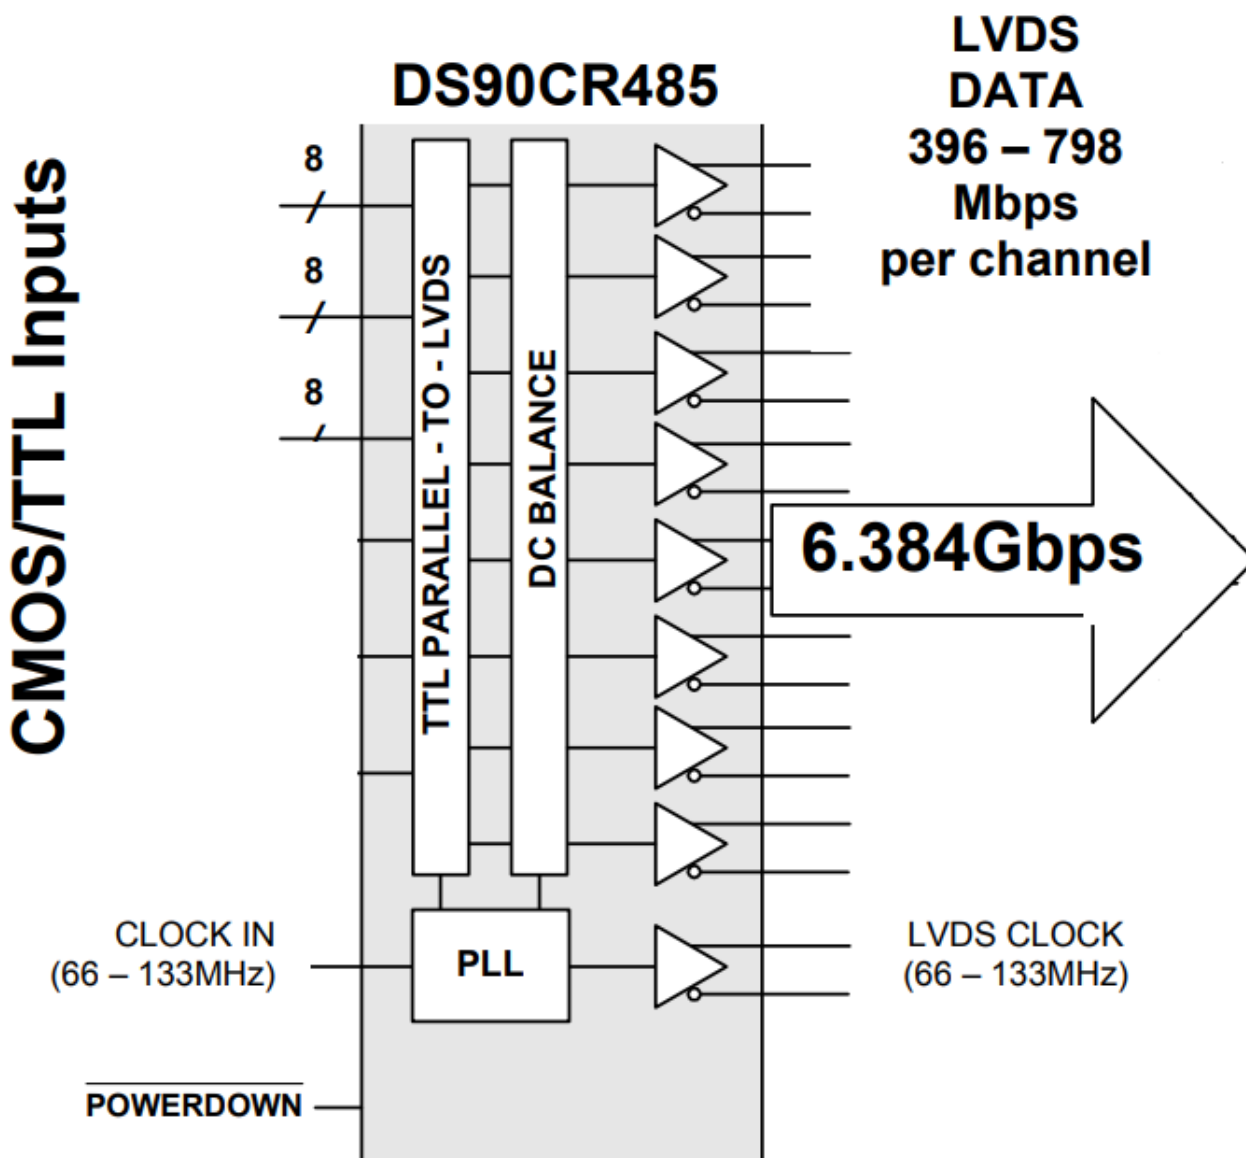 DS90CR485
LVDS
DATA
396 – 798
Mbps
per channel
CMOS/TTL Inputs
8
8
8
TTL PARALLEL - TO - LVDS
DC BALANCE
6.384Gbps
CLOCK IN
(66 – 133MHz)
PLL
LVDS CLOCK
(66 – 133MHz)
POWERDOWN